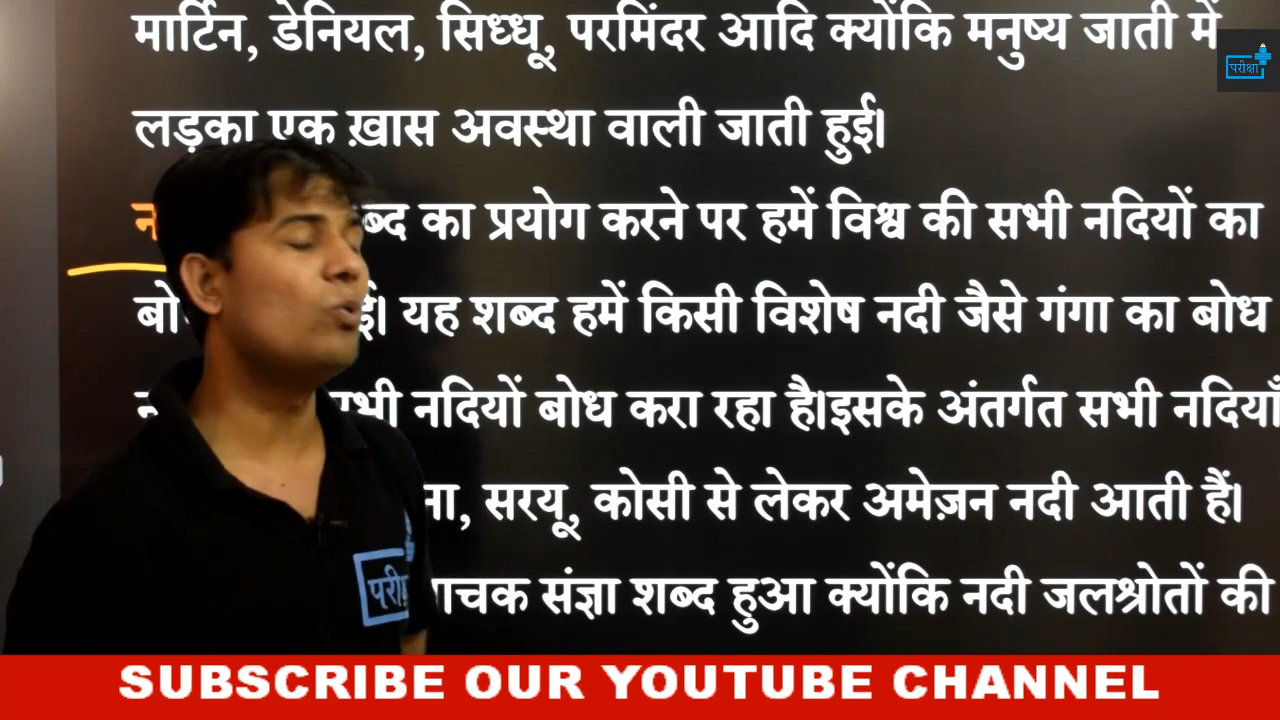 मार्टिन, डेनियल, सिध्धू, परमिंदर आदि क्योंकि मनुष्य जाती में
परीक्षा
लड़का एक ख़ास अवस्था वाली जाती हुई।
का प्रयोग करने पर हमें विश्व की सभी नदियों का
यह शब्द हमें किसी विशेष नदी जैसे गंगा का बोध
नदियों बोध करा रहा है।इसके अंतर्गत सभी नदियाँ
सरयू, कोसी से लेकर अमेज़न नदी आती हैं।
संज्ञा शब्द हुआ क्योंकि नदी जलश्रोतों की
SUBSCRIBE OUR YOUTUBE CHANNEL